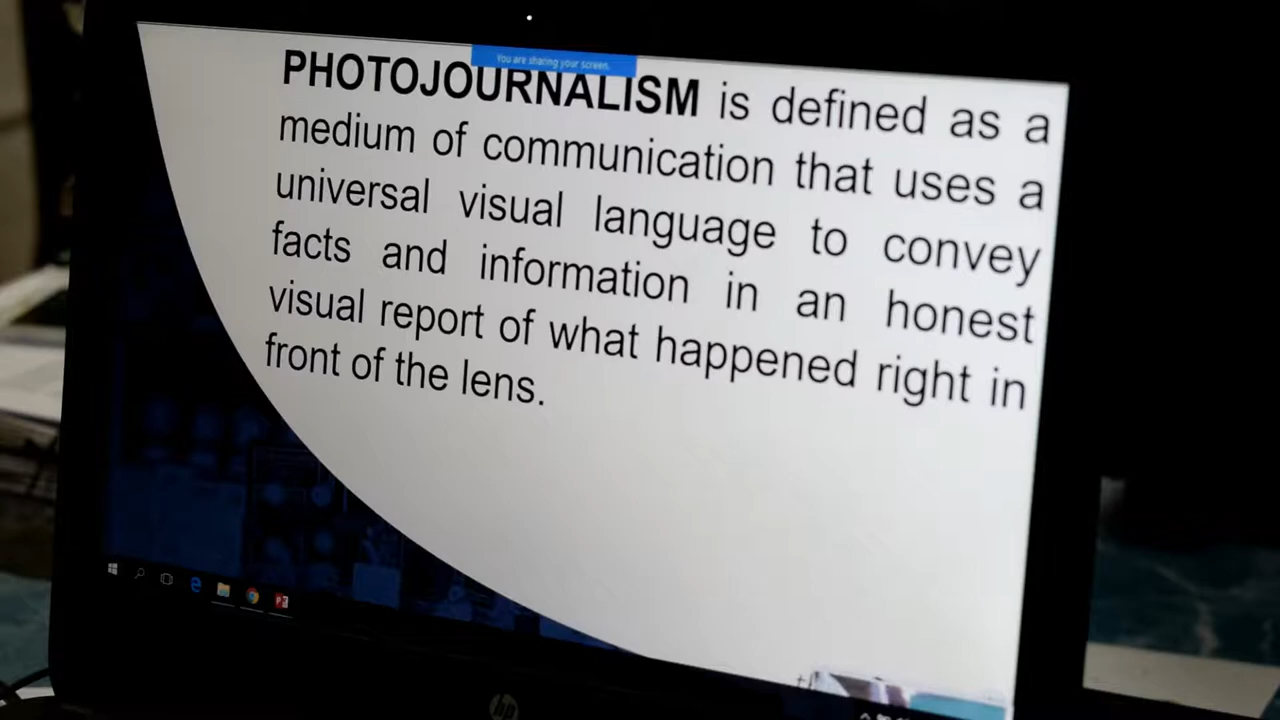 You are sharing your screen.
PHOTOJOURNALISM is defined as a
medium of communication that uses a
universal visual language to convey
facts and information in an honest
visual report of what happened right in
front of the lens.
hp